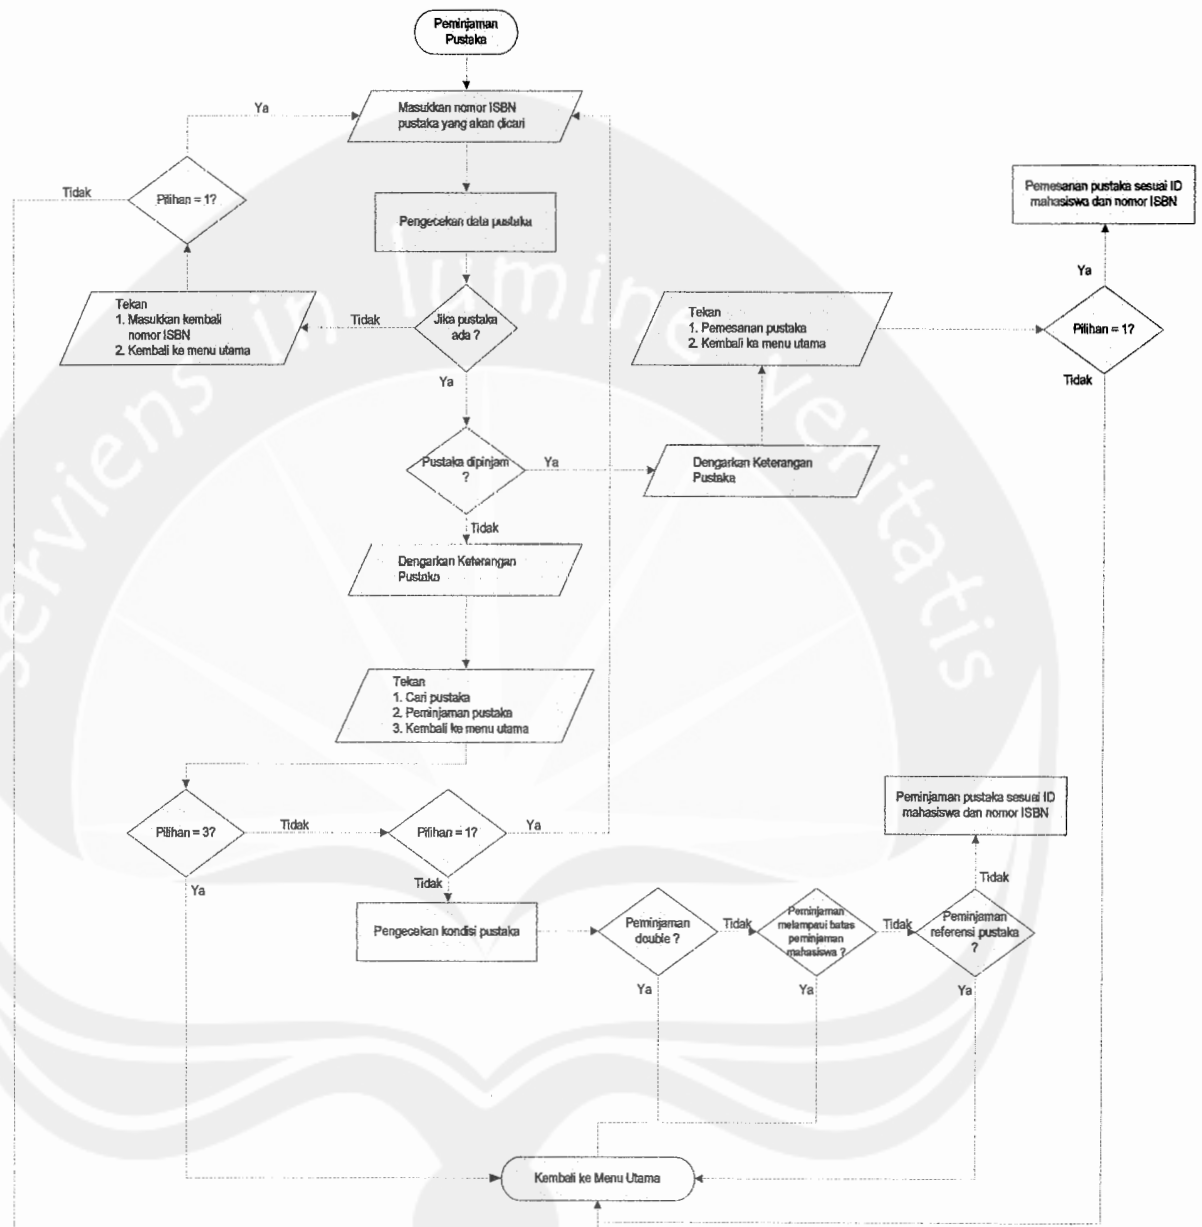 Peminjaman
Pustaka
Masukkan nomor ISBN
pustaka yang akan dicari
Ya
Pilihan = 1?
Tidak
Pengecekan data pustaka
Pemesanan pustaka sesuai ID
mahasiswa dan nomor ISBN
Ya
Tekan
1. Masukkan kembali
nomor ISBN
2. Kembali ke menu utama
Tidak
Jika pustaka
ada ?
Ya
Tekan
1. Pemesanan pustaka
2. Kembali ke menu utama
Pilihan = 1?
Tidak
Pustaka dipinjam
?
Ya
Dengarkan Keterangan
Pustaka
Tidak
Dengarkan Keterangan
Pustaka
Tekan
1. Cari pustaka
2. Peminjaman pustaka
3. Kembali ke menu utama
Pilihan = 3?
Tidak
Pilihan = 1?
Ya
Peminjaman pustaka sesuai ID
mahasiswa dan nomor ISBN
Ya
Tidak
Tidak
Pengecekan kondisi pustaka
Peminjaman
double ?
Tidak
Peminjaman
melampaui batas
peminjaman
mahasiswa ?
Tidak
Peminjaman
referensi pustaka
?
Ya
Ya
Ya
Kembali ke Menu Utama
serviens in lumine veritatis